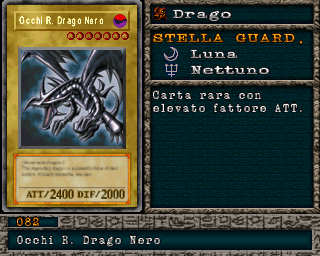 Occhi R. Drago Nero
ATT/2400 DIF/2000
Drago
STELLA GUARD.
Luna
Nettuno
Carta rara con
elevato fattore ATT.
082
Occhi R. Drago Nero